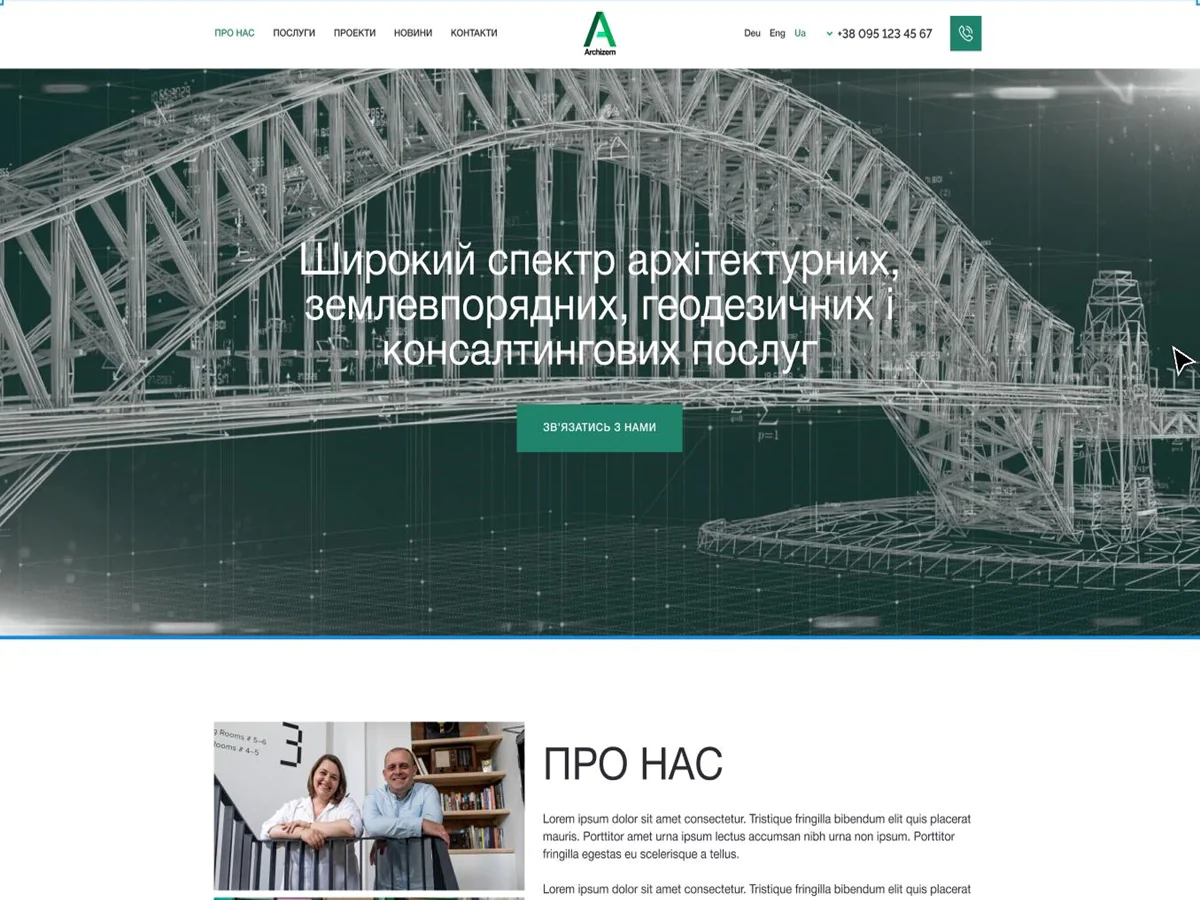 ПРО НАС ПОСЛУГИ ПРОЕКТИ НОВИНИ КОНТАКТИ
Archizem
Deu Eng Ua +38 095 123 45 67
Широкий спектр архітектурних,
землевпорядних, геодезичних і
консалтингових послуг
ЗВ'ЯЗАТИСЬ З НАМИ
p=1
Rooms # 5–6
Rooms # 4–5
3
ПРО НАС
Lorem ipsum dolor sit amet consectetur. Tristique fringilla bibendum elit quis placerat
mauris. Porttitor amet urna ipsum lectus accumsan nibh urna non ipsum. Porttitor
fringilla egestas eu scelerisque a tellus.
Lorem ipsum dolor sit amet consectetur. Tristique fringilla bibendum elit quis placerat